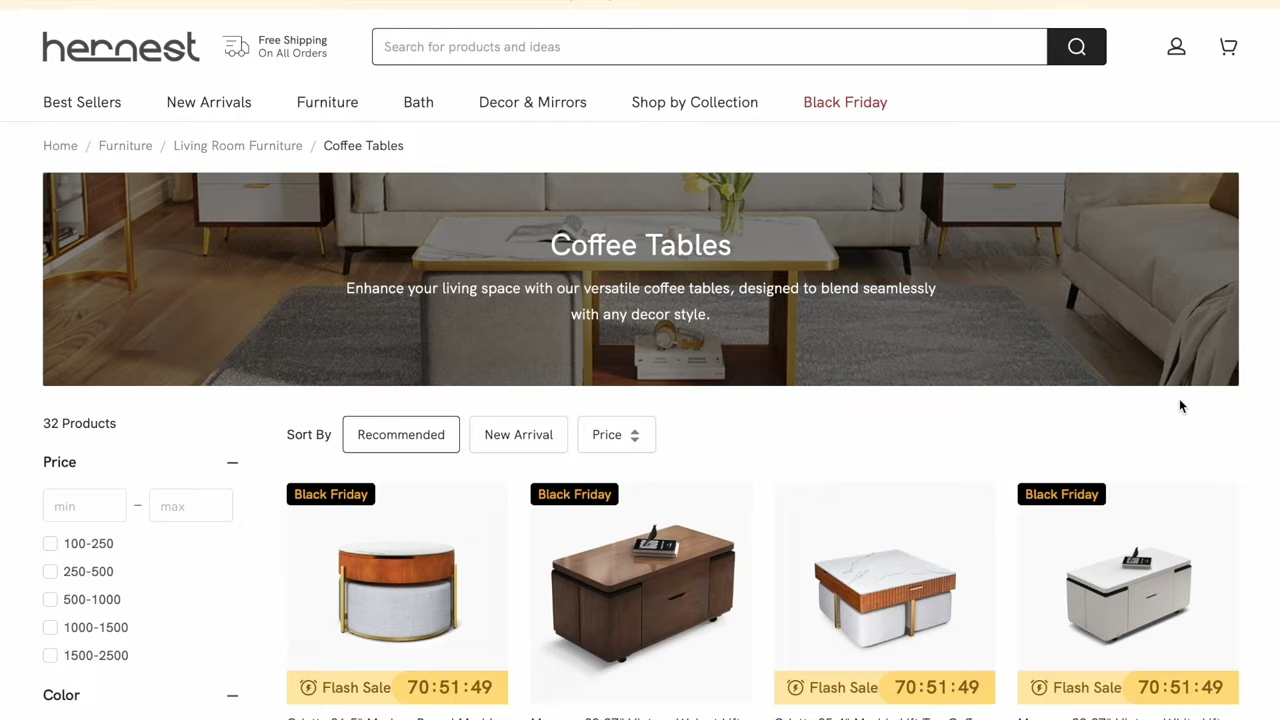 hernest
Free Shipping
On All Orders
Search for products and ideas
Best Sellers
New Arrivals
Furniture
Bath
Decor & Mirrors
Shop by Collection
Black Friday
Home / Furniture / Living Room Furniture / Coffee Tables
Coffee Tables
Enhance your living space with our versatile coffee tables, designed to blend seamlessly
with any decor style.
32 Products
Sort By
Recommended
New Arrival
Price
Price
min – max
100-250
250-500
500-1000
1000-1500
1500-2500
Color
Black Friday
Flash Sale 70:51:49
Black Friday
Flash Sale 70:51:49
Black Friday
Flash Sale 70:51:49